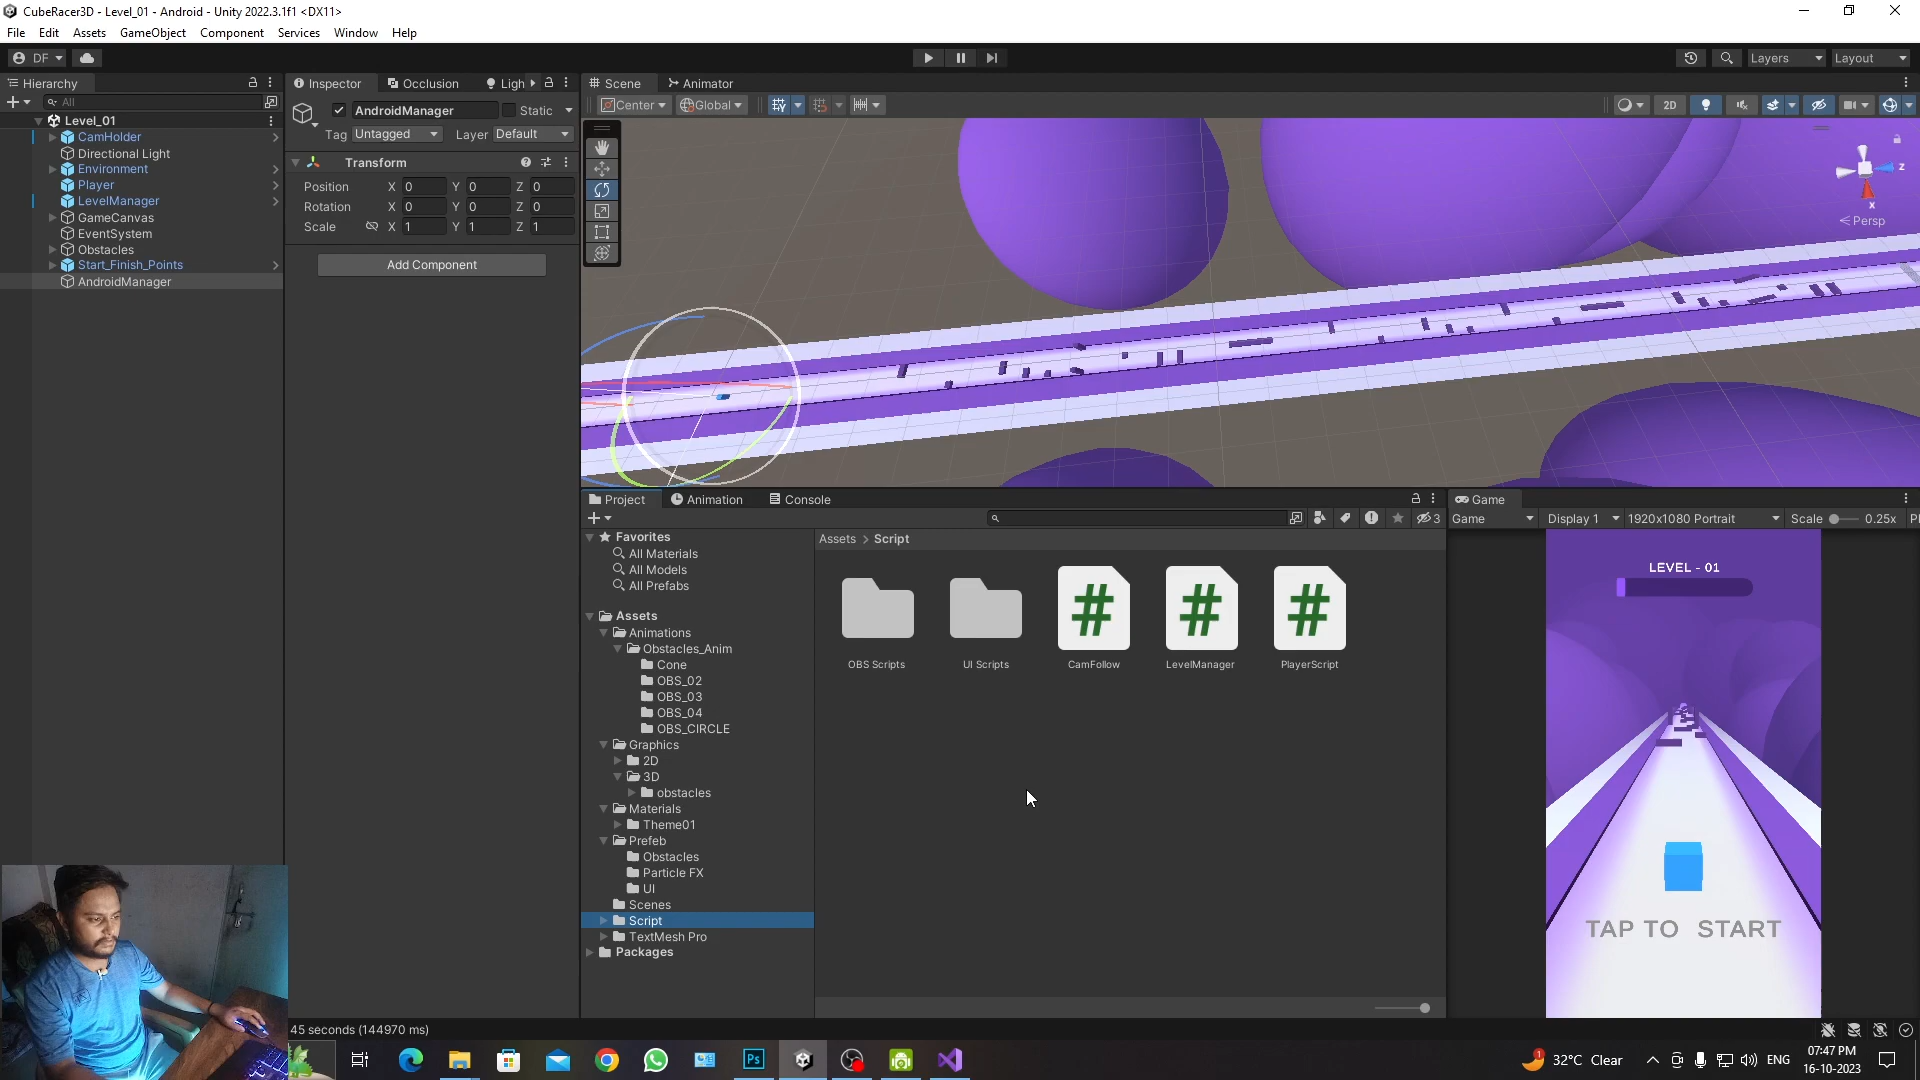 CubeRacer3D - Level_01 - Android - Unity 2022.3.1f1 <DX11>
File Edit Assets GameObject Component Services Window Help
DF Layers Layout
Hierarchy
All
Level_01
CamHolder
Directional Light
Environment
Player
LevelManager
GameCanvas
EventSystem
Obstacles
Start_Finish_Points
AndroidManager
Inspector Occlusion Ligh
AndroidManager Static
Tag Untagged Layer Default
Transform
Position X 0 Y 0 Z 0
Rotation X 0 Y 0 Z 0
Scale X 1 Y 1 Z 1
Add Component
Scene Animator
Center Global 2D
z
x
Persp
Project Animation Console
3
Favorites
All Materials
All Models
All Prefabs
Assets
Animations
Obstacles_Anim
Cone
OBS_02
OBS_03
OBS_04
OBS_CIRCLE
Graphics
2D
3D
obstacles
Materials
Theme01
Prefeb
Obstacles
Particle FX
UI
Scenes
Script
TextMesh Pro
Packages
Assets > Script
OBS Scripts UI Scripts CamFollow LevelManager PlayerScript
Game
Game Display 1 1920x1080 Portrait Scale 0.25x Pl
LEVEL - 01
TAP TO START
45 seconds (144970 ms)
Ps
1 32°C Clear ENG 07:47 PM
16-10-2023